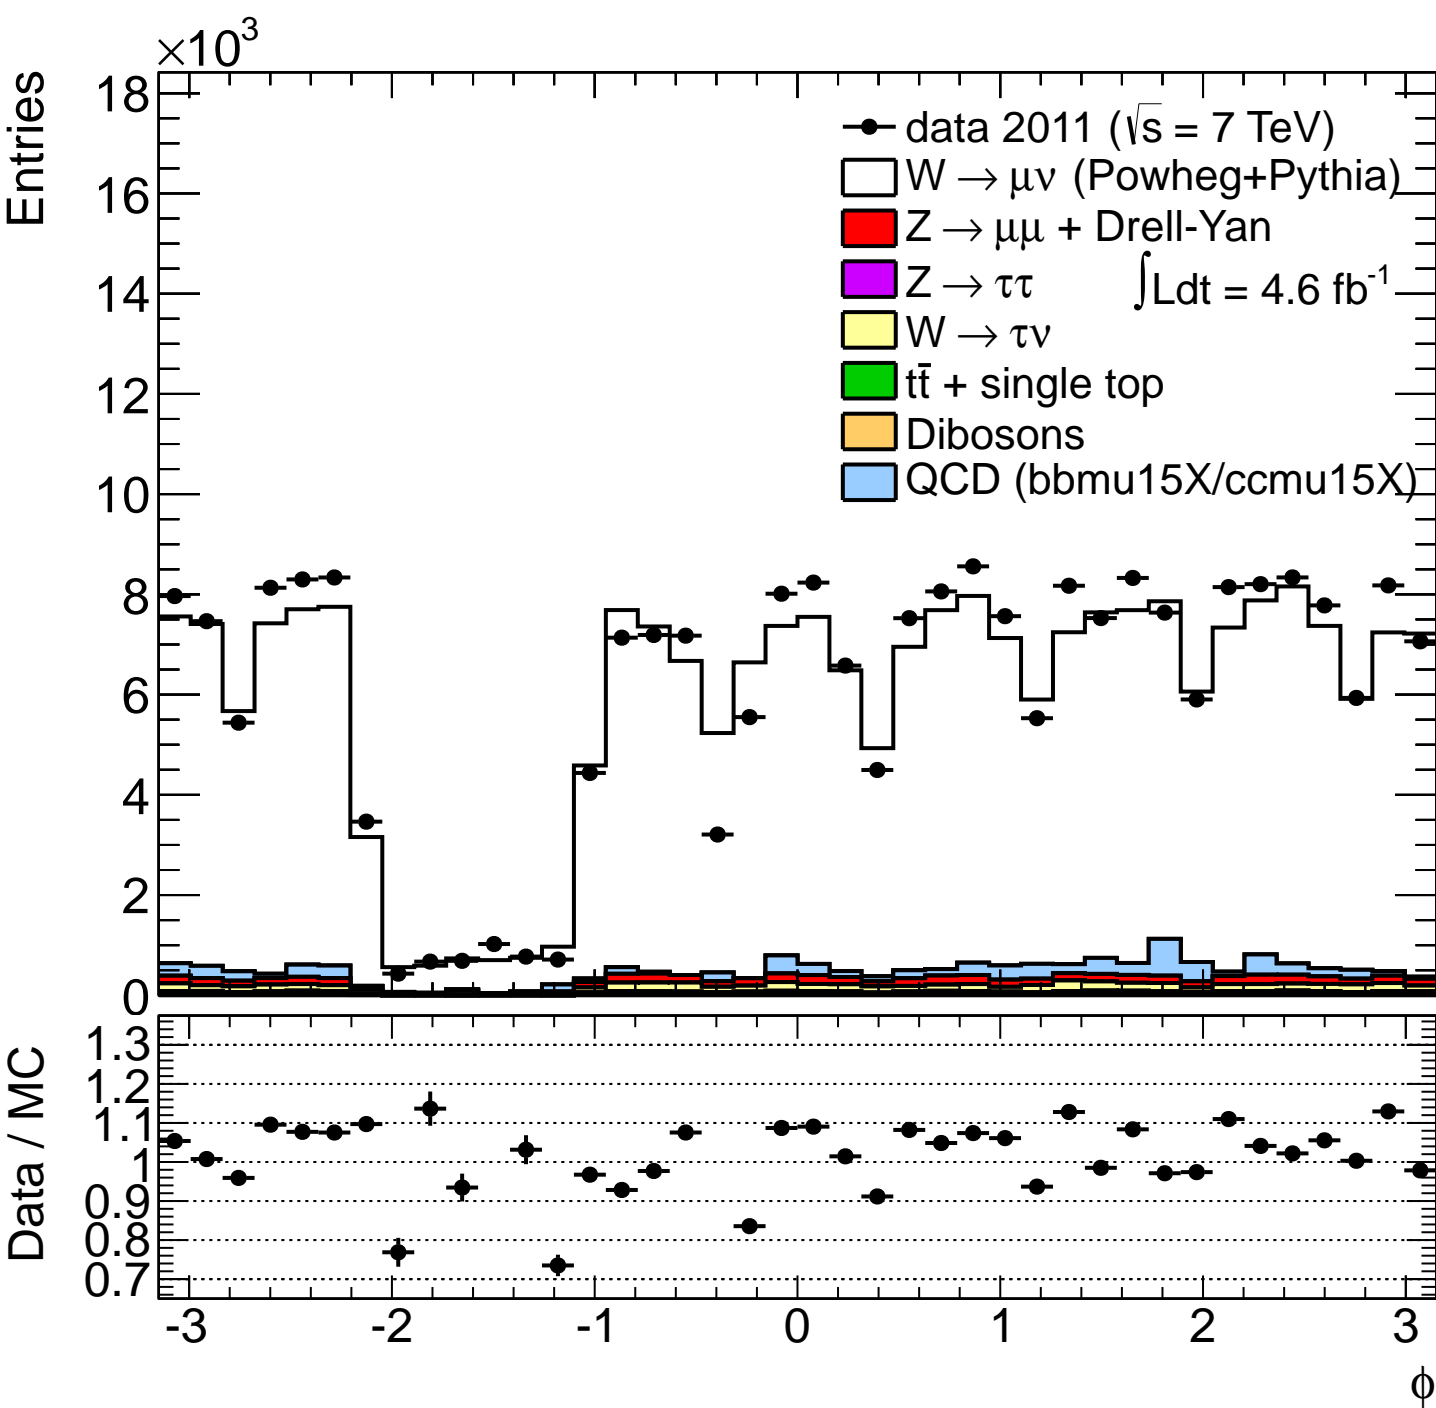 ×10³
Entries
18
16
14
12
10
8
6
4
2
0
data 2011 (√s = 7 TeV)
W → μν (Powheg+Pythia)
Z → μμ + Drell-Yan
Z → ττ
∫Ldt = 4.6 fb⁻¹
W → τν
tt̄ + single top
Dibosons
QCD (bbmu15X/ccmu15X)
Data / MC
1.3
1.2
1.1
1
0.9
0.8
0.7
-3 -2 -1 0 1 2 3
ϕ